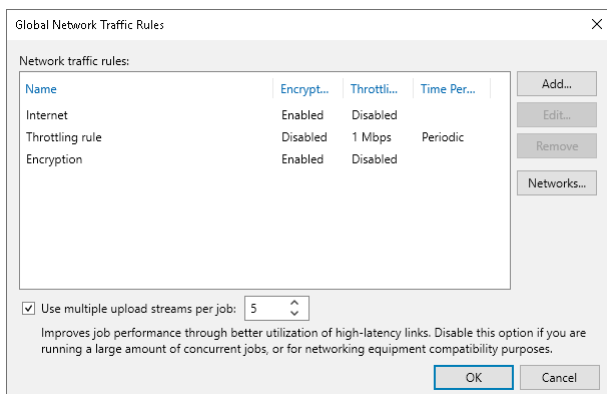 Global Network Traffic Rules
Network traffic rules:
Name Encrypt... Throttli... Time Per...
Internet Enabled Disabled
Throttling rule Disabled 1 Mbps Periodic
Encryption Enabled Disabled
Add...
Edit...
Remove
Networks...
Use multiple upload streams per job: 5
Improves job performance through better utilization of high-latency links. Disable this option if you are
running a large amount of concurrent jobs, or for networking equipment compatibility purposes.
OK Cancel